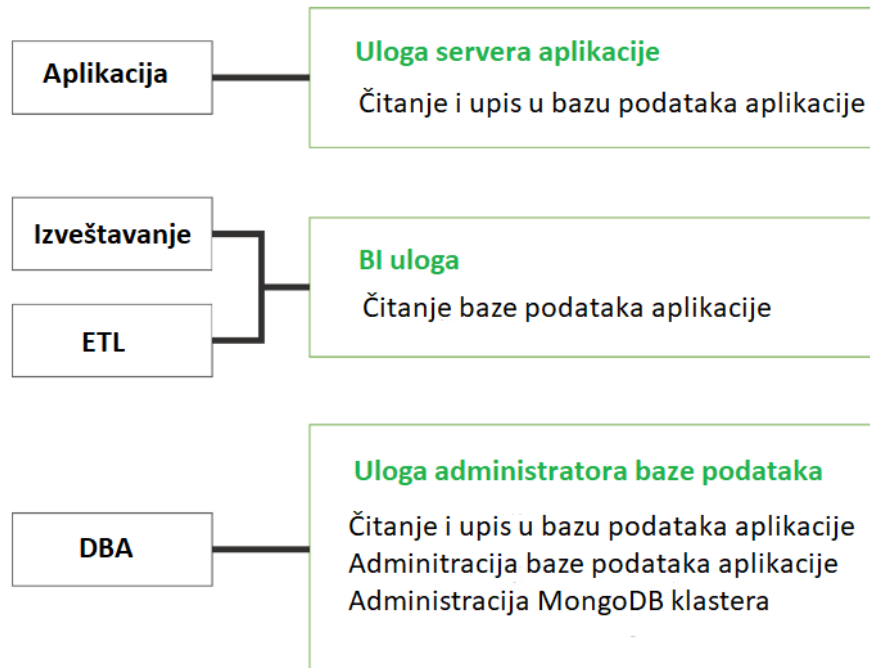 Aplikacija
Uloga servera aplikacije
Čitanje i upis u bazu podataka aplikacije
Izveštavanje
ETL
BI uloga
Čitanje baze podataka aplikacije
DBA
Uloga administratora baze podataka
Čitanje i upis u bazu podataka aplikacije
Adminitracija baze podataka aplikacije
Administracija MongoDB klastera